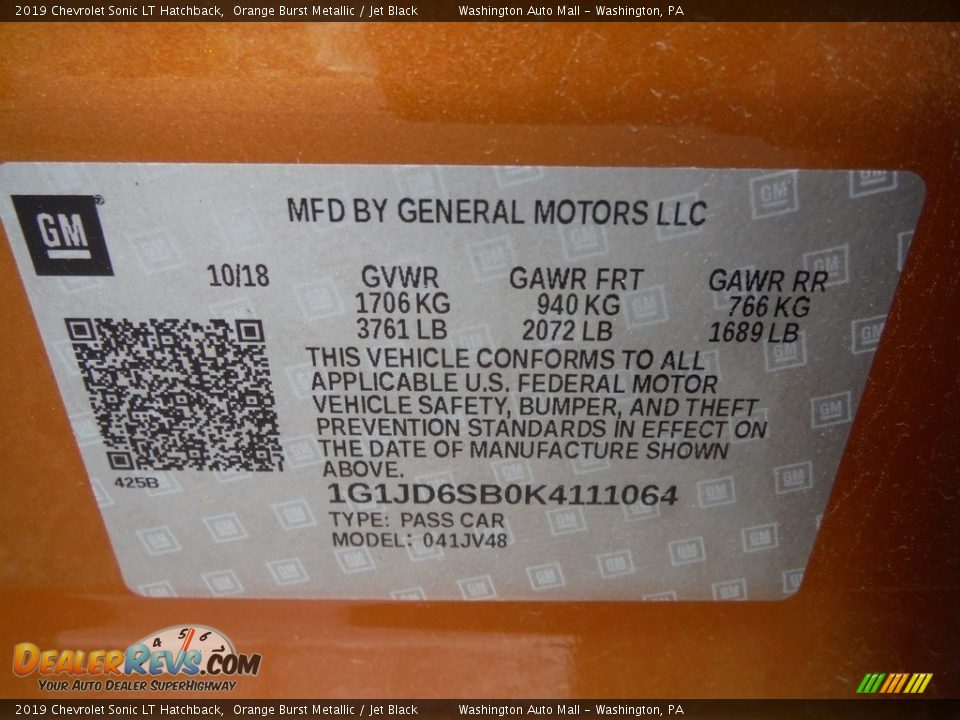 2019 Chevrolet Sonic LT Hatchback, Orange Burst Metallic / Jet Black Washington Auto Mall - Washington, PA
GM®
MFD BY GENERAL MOTORS LLC
10/18 GVWR GAWR FRT GAWR RR
1706 KG 940 KG 766 KG
3761 LB 2072 LB 1689 LB
THIS VEHICLE CONFORMS TO ALL
APPLICABLE U.S. FEDERAL MOTOR
VEHICLE SAFETY, BUMPER, AND THEFT
PREVENTION STANDARDS IN EFFECT ON
THE DATE OF MANUFACTURE SHOWN
ABOVE.
425B
1G1JD6SB0K4111064
TYPE: PASS CAR
MODEL: 041JV48
4 5 6
DEALERREVS.COM
YOUR AUTO DEALER SUPERHIGHWAY
2019 Chevrolet Sonic LT Hatchback, Orange Burst Metallic / Jet Black Washington Auto Mall - Washington, PA